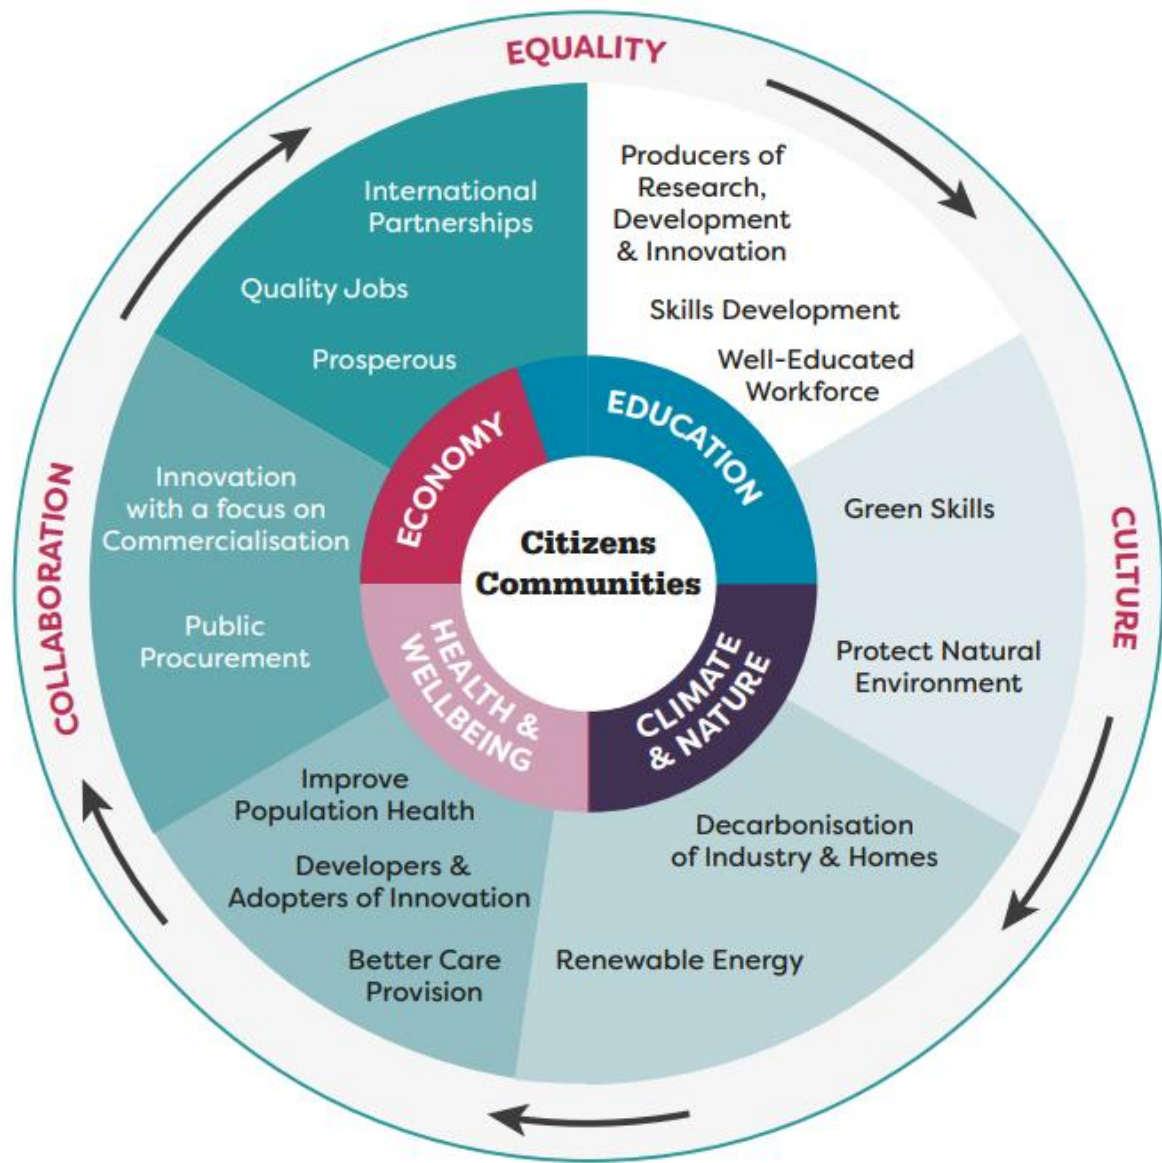 EQUALITY
Producers of
Research,
Development
& Innovation
Skills Development
Well-Educated
Workforce
Green Skills
Protect Natural
Environment
CULTURE
Decarbonisation
of Industry & Homes
Renewable Energy
Improve
Population Health
Developers &
Adopters of Innovation
Better Care
Provision
Innovation
with a focus on
Commercialisation
Public
Procurement
COLLABORATION
International
Partnerships
Quality Jobs
Prosperous
ECONOMY
EDUCATION
CLIMATE
& NATURE
HEALTH &
WELLBEING
Citizens
Communities